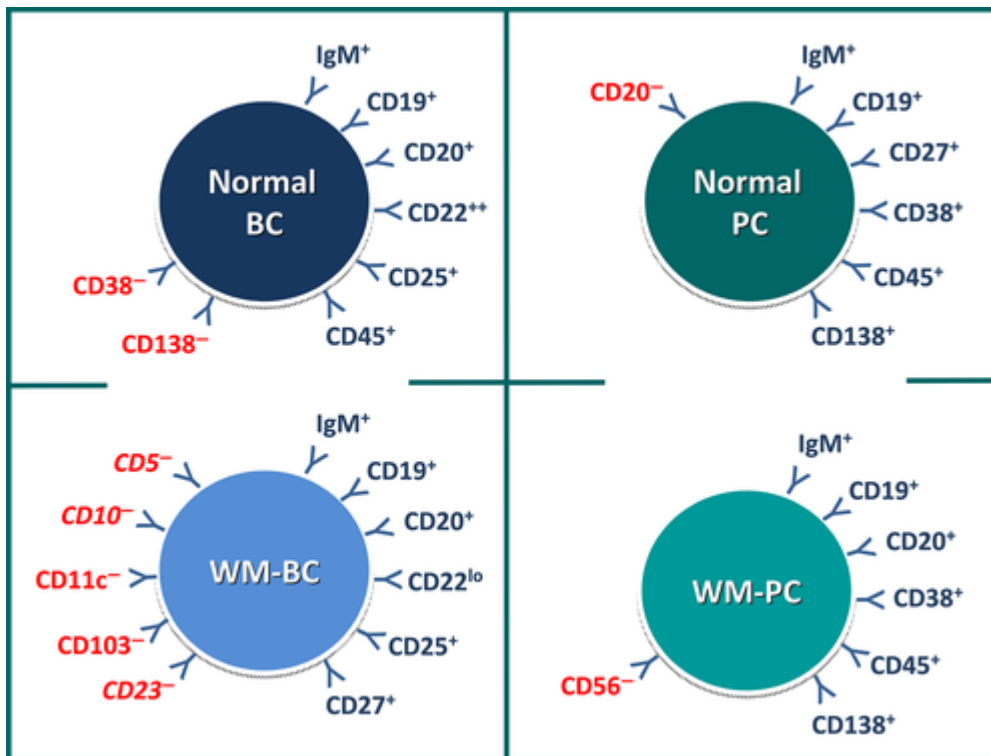 IgM⁺
CD19⁺
CD20⁺
CD22⁺⁺
CD25⁺
CD45⁺
CD138⁻
CD38⁻
Normal
BC
CD20⁻
IgM⁺
CD19⁺
CD27⁺
CD38⁺
CD45⁺
CD138⁺
Normal
PC
IgM⁺
CD19⁺
CD20⁺
CD22ˡᵒ
CD25⁺
CD27⁺
CD5⁻
CD10⁻
CD11c⁻
CD103⁻
CD23⁻
WM-BC
IgM⁺
CD19⁺
CD20⁺
CD38⁺
CD45⁺
CD138⁺
CD56⁻
WM-PC